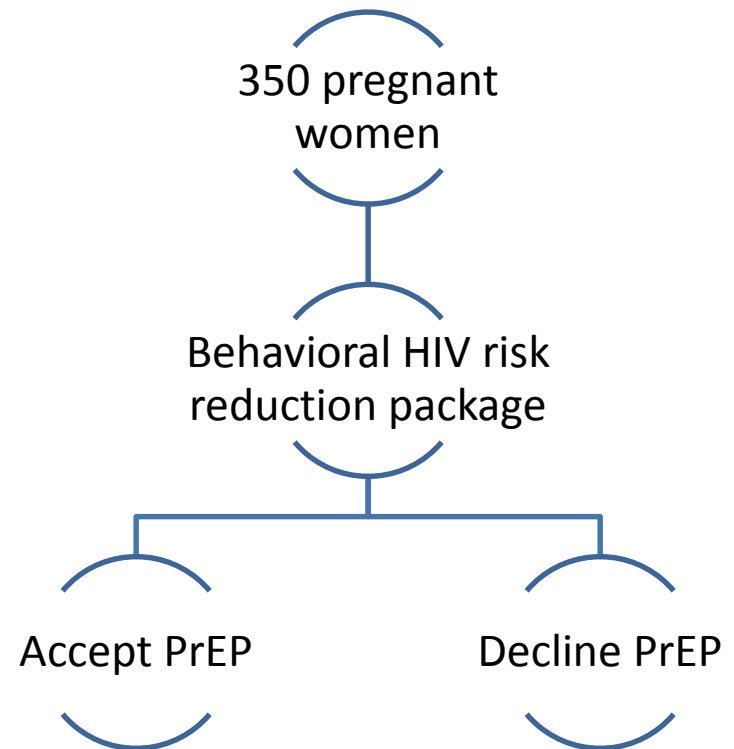 350 pregnant
women
Behavioral HIV risk
reduction package
Accept PrEP
Decline PrEP